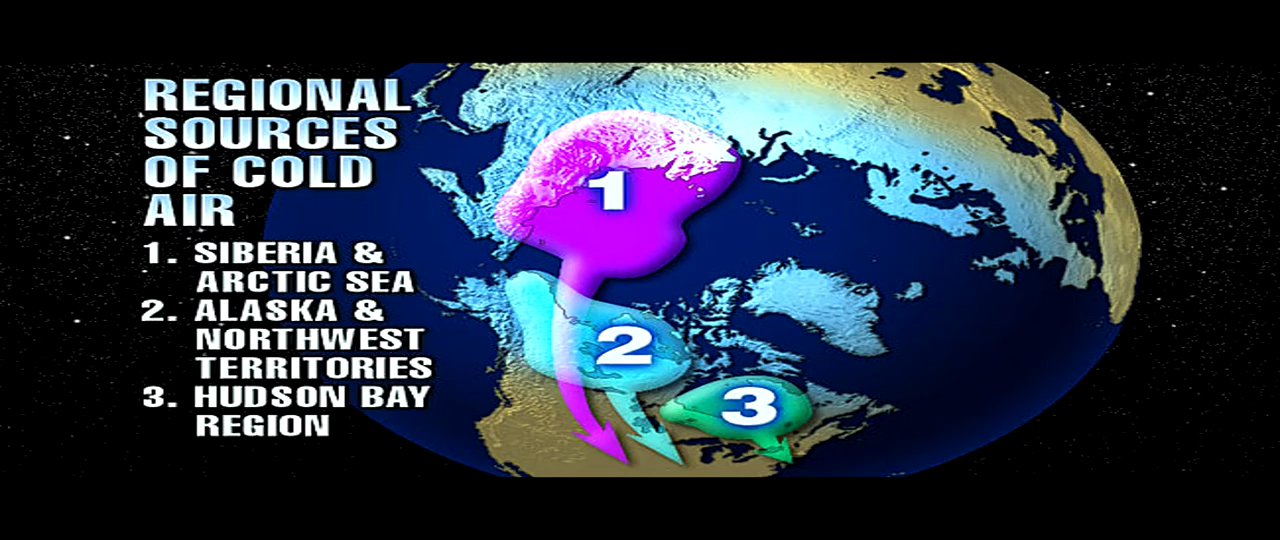 REGIONAL
SOURCES
OF COLD
AIR
1. SIBERIA &
ARCTIC SEA
2. ALASKA &
NORTHWEST
TERRITORIES
3. HUDSON BAY
REGION
1
2
3